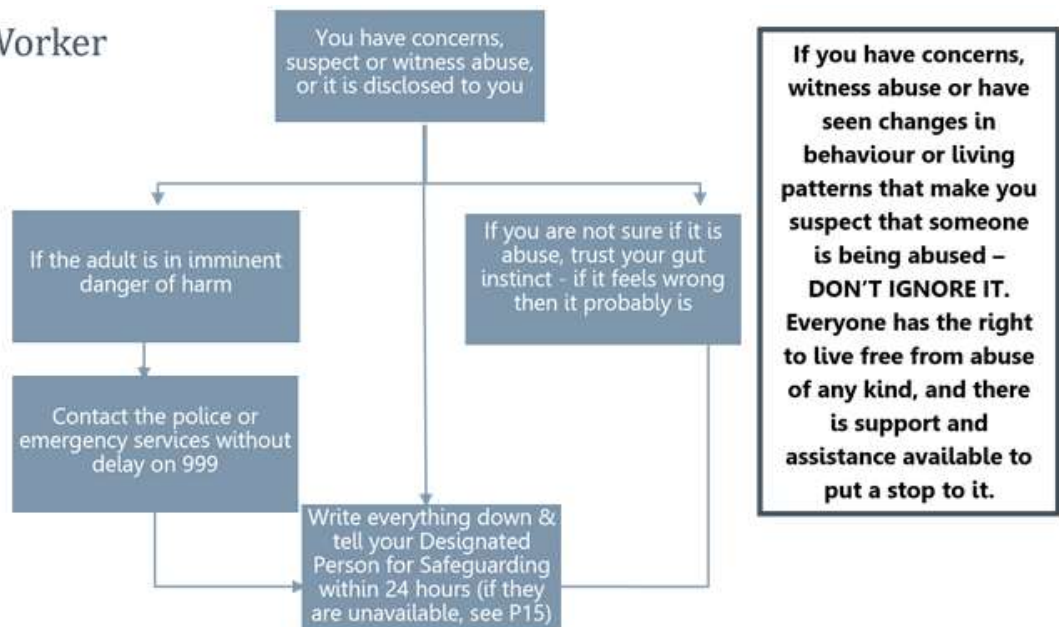 Worker
You have concerns,
suspect or witness abuse,
or it is disclosed to you
If the adult is in imminent
danger of harm
If you are not sure if it is
abuse, trust your gut
instinct - if it feels wrong
then it probably is
Contact the police or
emergency services without
delay on 999
Write everything down &
tell your Designated
Person for Safeguarding
within 24 hours (if they
are unavailable, see P15)
If you have concerns,
witness abuse or have
seen changes in
behaviour or living
patterns that make you
suspect that someone
is being abused –
DON’T IGNORE IT.
Everyone has the right
to live free from abuse
of any kind, and there
is support and
assistance available to
put a stop to it.